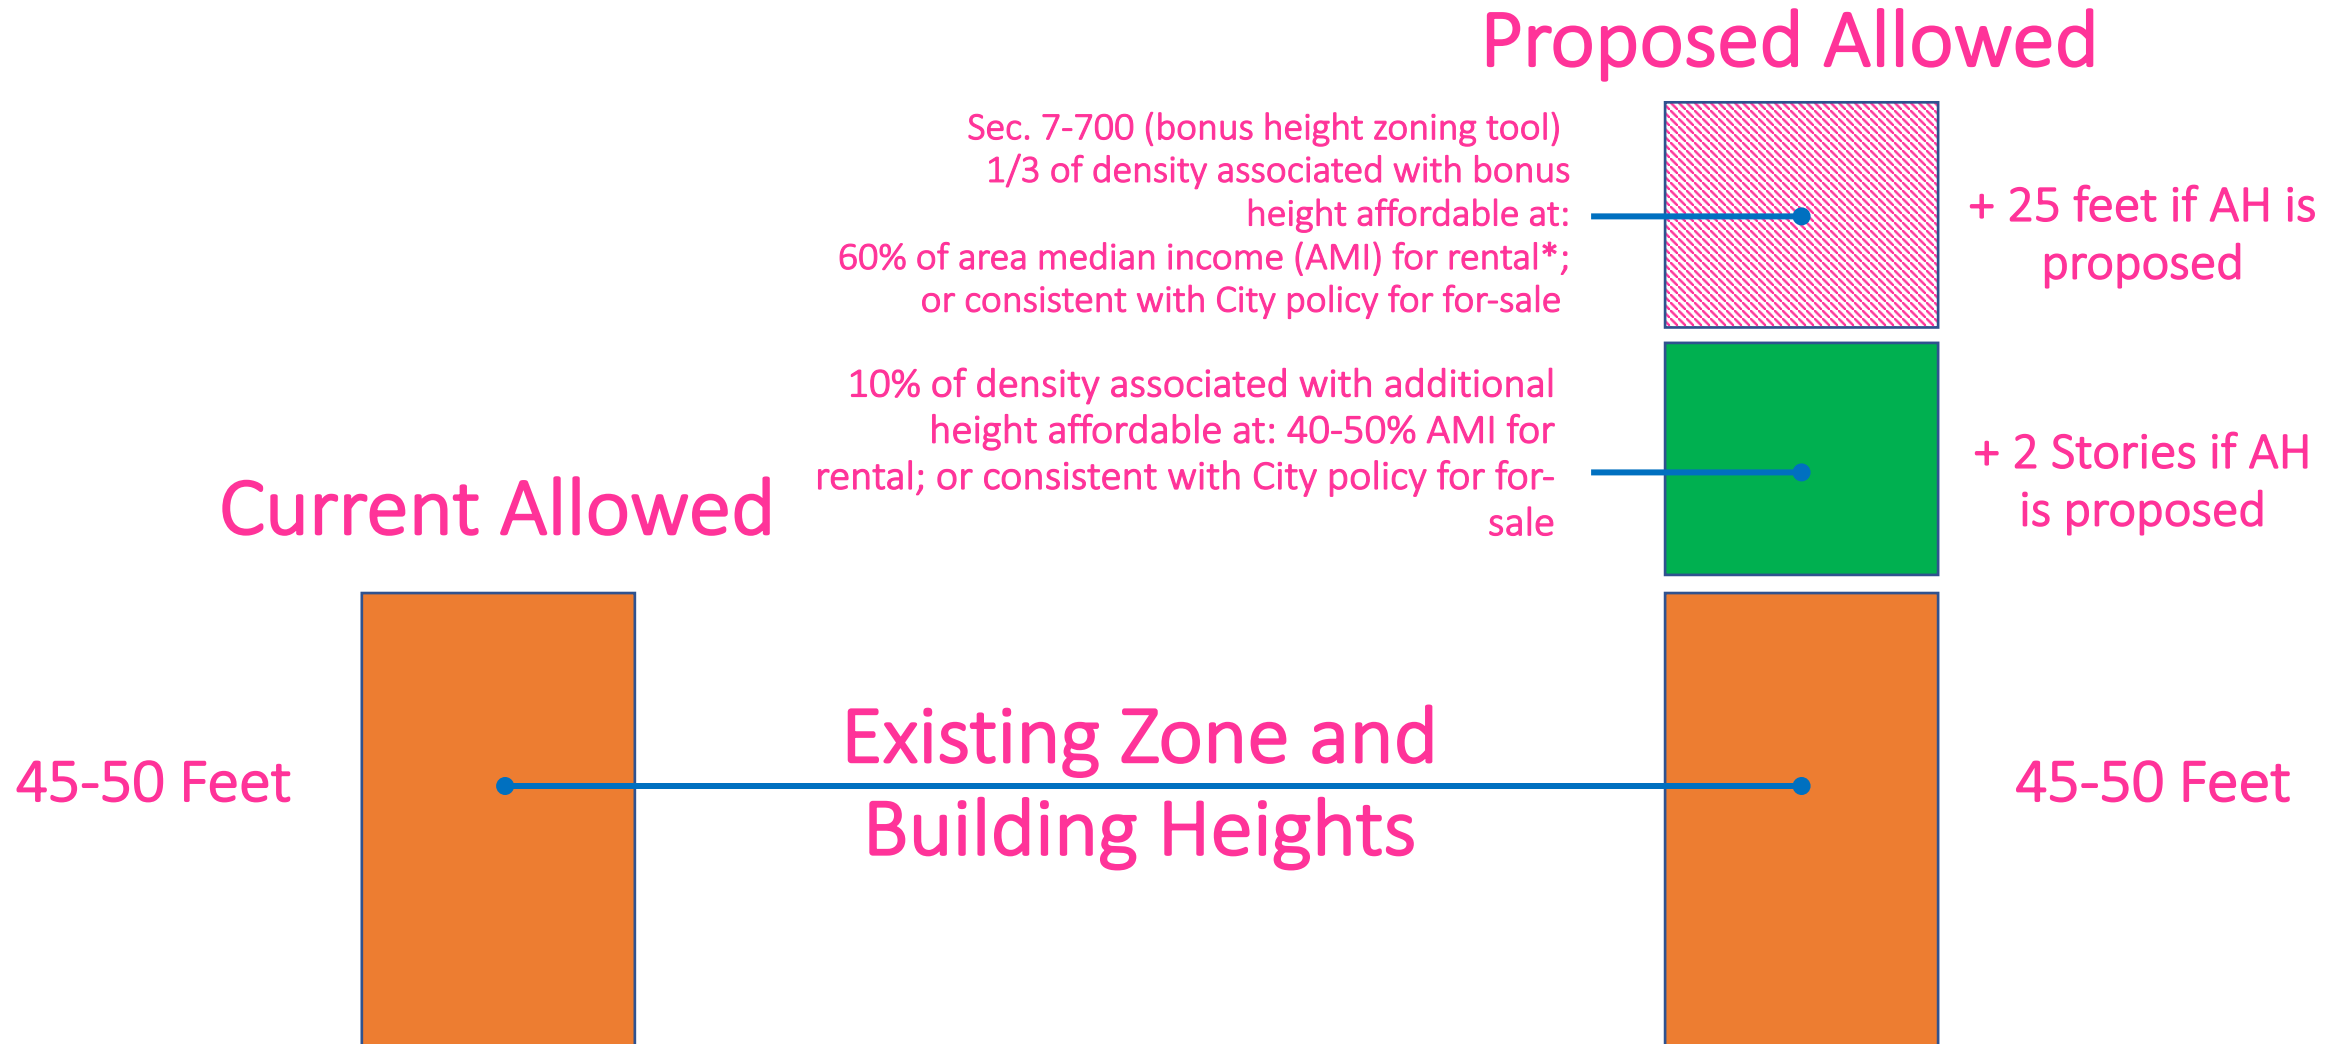 Proposed Allowed
Sec. 7-700 (bonus height zoning tool)
1/3 of density associated with bonus
height affordable at:
60% of area median income (AMI) for rental*;
or consistent with City policy for for-sale
+ 25 feet if AH is
proposed
10% of density associated with additional
height affordable at: 40-50% AMI for
rental; or consistent with City policy for for-
sale
+ 2 Stories if AH
is proposed
Current Allowed
45-50 Feet
Existing Zone and
Building Heights
45-50 Feet